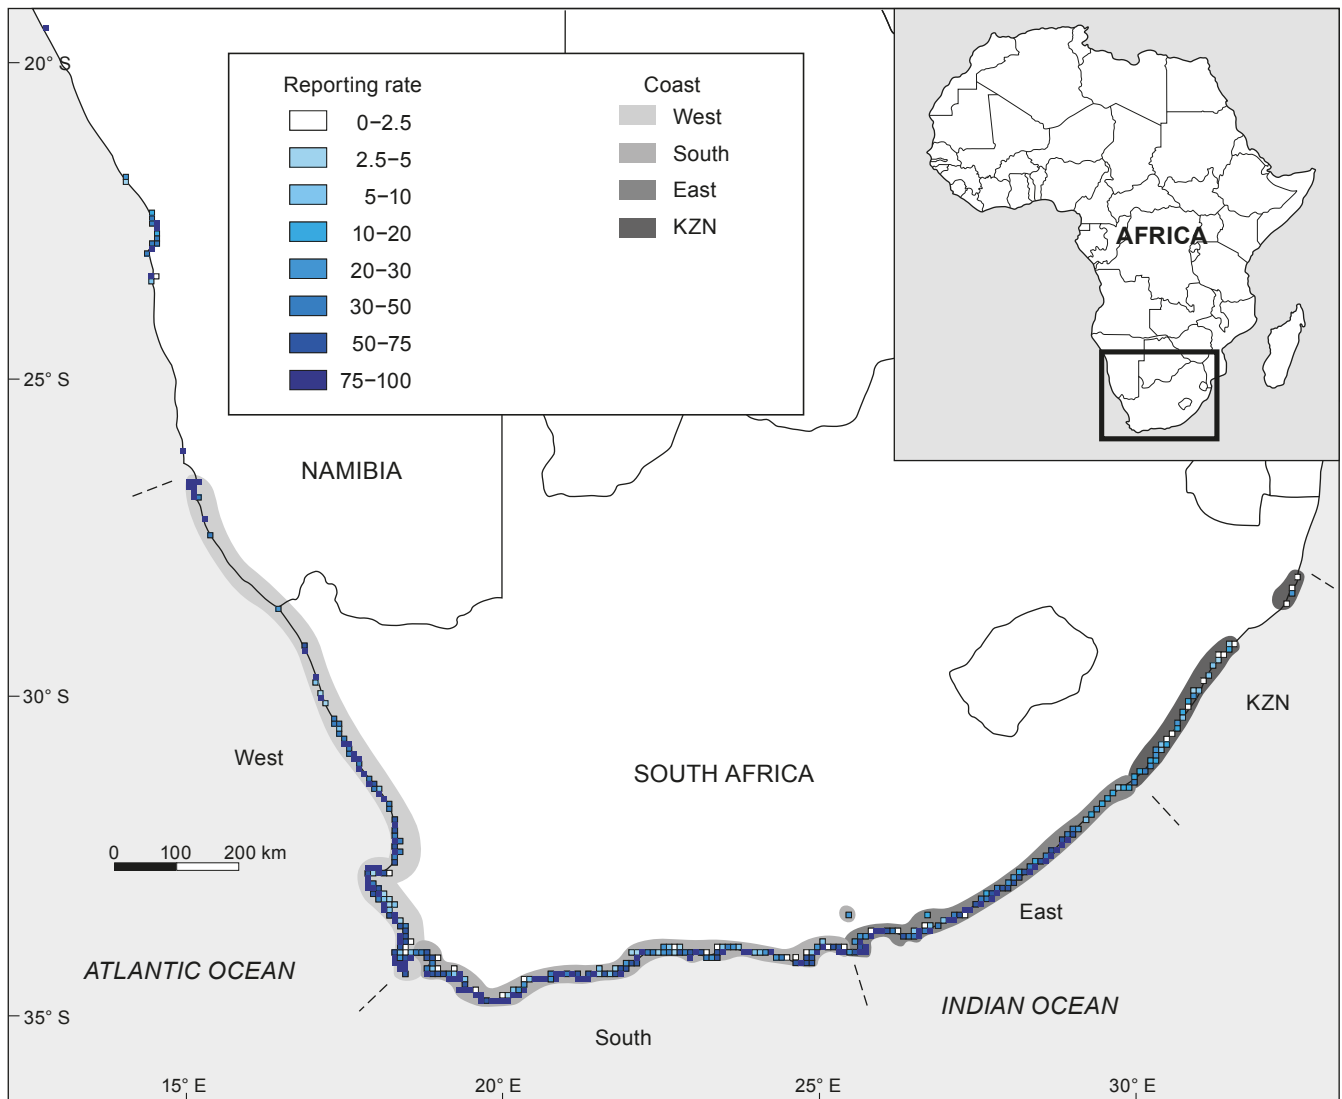 20° S
25° S
30° S
35° S
15° E
20° E
25° E
30° E
Reporting rate
0–2.5
2.5–5
5–10
10–20
20–30
30–50
50–75
75–100
Coast
West
South
East
KZN
AFRICA
NAMIBIA
SOUTH AFRICA
West
0 100 200 km
KZN
East
South
ATLANTIC OCEAN
INDIAN OCEAN